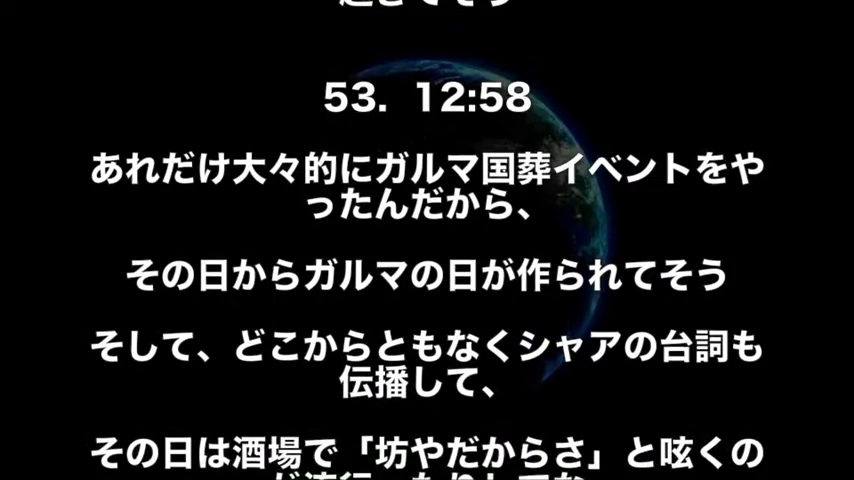 53. 12:58
あれだけ大々的にガルマ国葬イベントをや
ったんだから、
その日からガルマの日が作られてそう
そして、どこからともなくシャアの台詞も
伝播して、
その日は酒場で「坊やだからさ」と呟くの